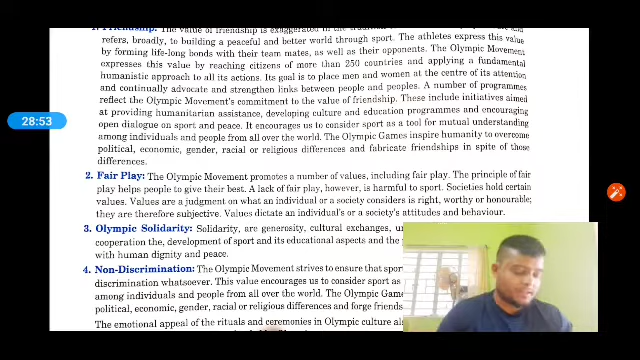 1. Friendship: The value of friendship is exaggerated in the
refers, broadly, to building a peaceful and better world through sport. The athletes express this value
by forming life-long bonds with their team mates, as well as their opponents. The Olympic Movement
expresses this value by reaching citizens of more than 250 countries and applying a fundamental
humanistic approach to all its actions. Its goal is to place men and women at the centre of its attention
and continually advocate and strengthen links between people and peoples. A number of programmes
reflect the Olympic Movement's commitment to the value of friendship. These include initiatives aimed
at providing humanitarian assistance, developing culture and education programmes and encouraging
open dialogue on sport and peace. It encourages us to consider sport as a tool for mutual understanding
among individuals and people from all over the world. The Olympic Games inspire humanity to overcome
political, economic, gender, racial or religious differences and fabricate friendships in spite of those
differences.
28:53
2. Fair Play: The Olympic Movement promotes a number of values, including fair play. The principle of fair
play helps people to give their best. A lack of fair play, however, is harmful to sport. Societies hold certain
values. Values are a judgment on what an individual or a society considers is right, worthy or honourable;
they are therefore subjective. Values dictate an individual's or a society's attitudes and behaviour.
3. Olympic Solidarity: Solidarity, are generosity, cultural exchanges,
cooperation the, development of sport and its educational aspects and the
with human dignity and peace.
4. Non-Discrimination: The Olympic Movement strives to ensure that
discrimination whatsoever. This value encourages us to consider sport as
among individuals and people from all over the world. The Olympic
political, economic, gender, racial or religious differences and forge
The emotional appeal of the rituals and ceremonies in Olympic culture